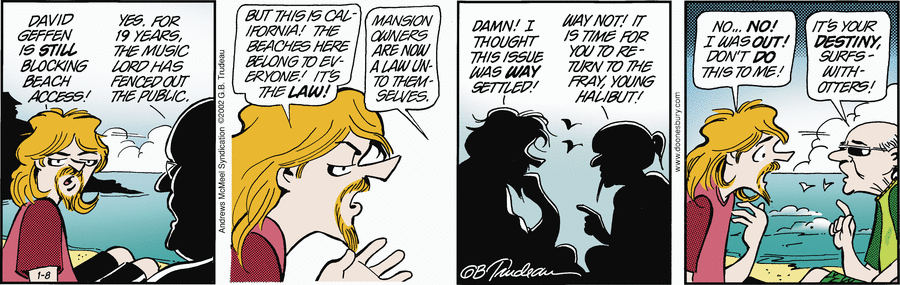 DAVID
GEFFEN
IS STILL
BLOCKING
BEACH
ACCESS!
YES. FOR
19 YEARS,
THE MUSIC
LORD HAS
FENCED OUT
THE PUBLIC.
1-8
Andrews McMeel Syndication ©2002 G.B. Trudeau
BUT THIS IS CAL-
IFORNIA! THE
BEACHES HERE
BELONG TO EV-
ERYONE! IT'S
THE LAW!
MANSION
OWNERS
ARE NOW
A LAW UN-
TO THEM-
SELVES.
DAMN! I
THOUGHT
THIS ISSUE
WAS WAY
SETTLED!
WAY NOT! IT
IS TIME FOR
YOU TO RE-
TURN TO THE
FRAY, YOUNG
HALIBUT!
GB Trudeau
www.doonesbury.com
NO... NO!
I WAS OUT!
DON'T DO
THIS TO ME!
IT'S YOUR
DESTINY,
SURFS-
WITH-
OTTERS!